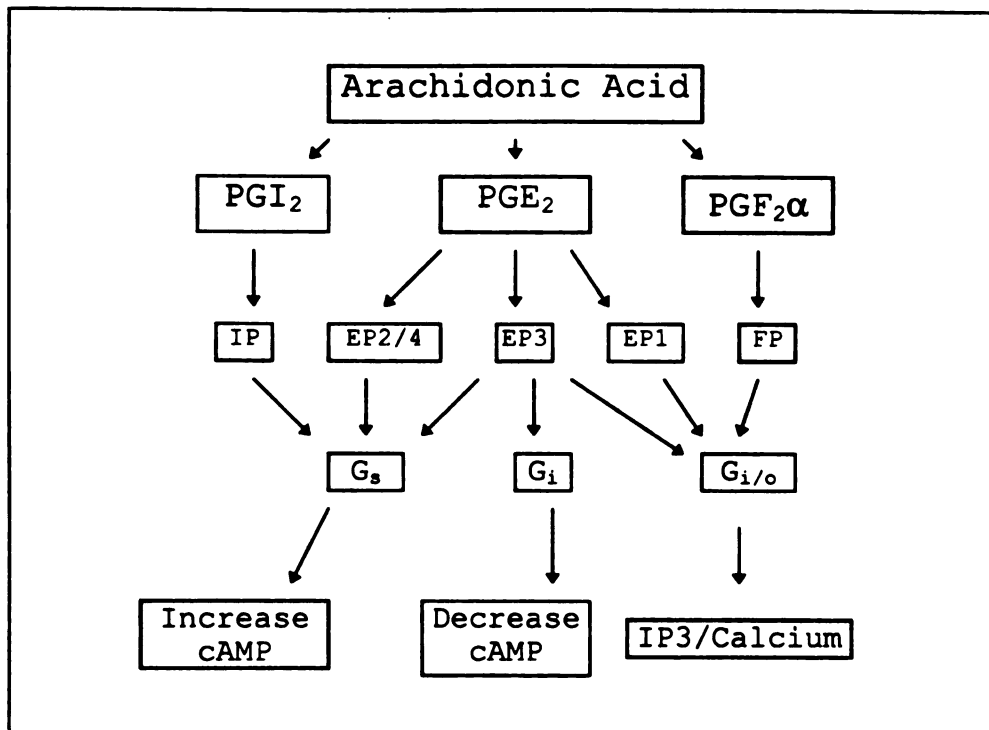 Arachidonic Acid
PGI₂
PGE₂
PGF₂α
IP
EP2/4
EP3
EP1
FP
Gₛ
Gᵢ
Gᵢ/ₒ
Increase
cAMP
Decrease
cAMP
IP3/Calcium